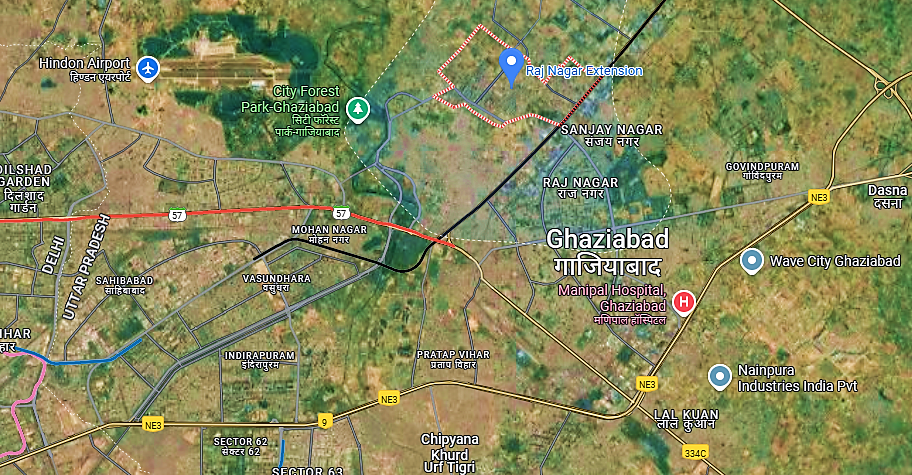 Hindon Airport
हिण्डन एयरपोर्ट
City Forest
Park-Ghaziabad
सिटी फॉरेस्ट
पार्क-गाजियाबाद
Raj Nagar Extension
SANJAY NAGAR
संजय नगर
DILSHAD
GARDEN
दिलशाद
गार्डन
RAJ NAGAR
राज नगर
GOVINDPURAM
गोविंदपुरम
Dasna
दसना
NE3
57
57
MOHAN NAGAR
मोहन नगर
DELHI
UTTAR PRADESH
Ghaziabad
गाजियाबाद
Wave City Ghaziabad
SAHIBABAD
साहिबाबाद
VASUNDHARA
वसुंधरा
Manipal Hospital,
Ghaziabad
मणिपाल हॉस्पिटल
IHAR
हार
INDIRAPURAM
इंदिरापुरम
PRATAP VIHAR
प्रताप विहार
Nainpura
Industries India Pvt
NE3
NE3
NE3
9
LAL KUAN
लाल कुआँन
334C
SECTOR 62
सेक्टर 62
SECTOR 63
Chipyana
Khurd
Urf Tigri